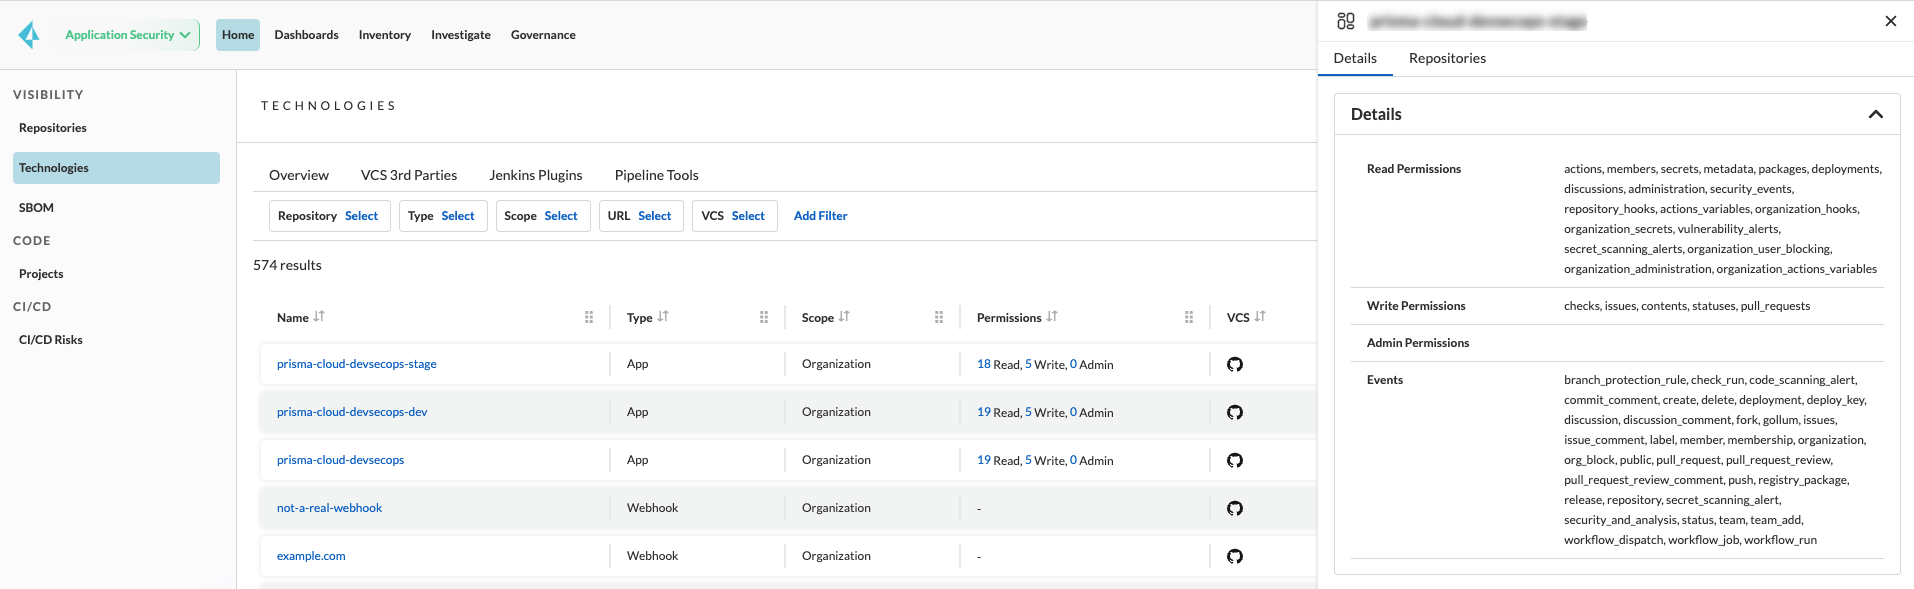 Application Security
Home
Dashboards
Inventory
Investigate
Governance
VISIBILITY
Repositories
Technologies
SBOM
CODE
Projects
CI/CD
CI/CD Risks
TECHNOLOGIES
Overview
VCS 3rd Parties
Jenkins Plugins
Pipeline Tools
Repository Select
Type Select
Scope Select
URL Select
VCS Select
Add Filter
574 results
Name Type Scope Permissions VCS
prisma-cloud-devsecops-stage App Organization 18 Read, 5 Write, 0 Admin
prisma-cloud-devsecops-dev App Organization 19 Read, 5 Write, 0 Admin
prisma-cloud-devsecops App Organization 19 Read, 5 Write, 0 Admin
not-a-real-webhook Webhook Organization -
example.com Webhook Organization -
Details
Repositories
Details
Read Permissions
actions, members, secrets, metadata, packages, deployments,
discussions, administration, security_events,
repository_hooks, actions_variables, organization_hooks,
organization_secrets, vulnerability_alerts,
secret_scanning_alerts, organization_user_blocking,
organization_administration, organization_actions_variables
Write Permissions
checks, issues, contents, statuses, pull_requests
Admin Permissions
Events
branch_protection_rule, check_run, code_scanning_alert,
commit_comment, create, delete, deployment, deploy_key,
discussion, discussion_comment, fork, gollum, issues,
issue_comment, label, member, membership, organization,
org_block, public, pull_request, pull_request_review,
pull_request_review_comment, push, registry_package,
release, repository, secret_scanning_alert,
security_and_analysis, status, team, team_add,
workflow_dispatch, workflow_job, workflow_run